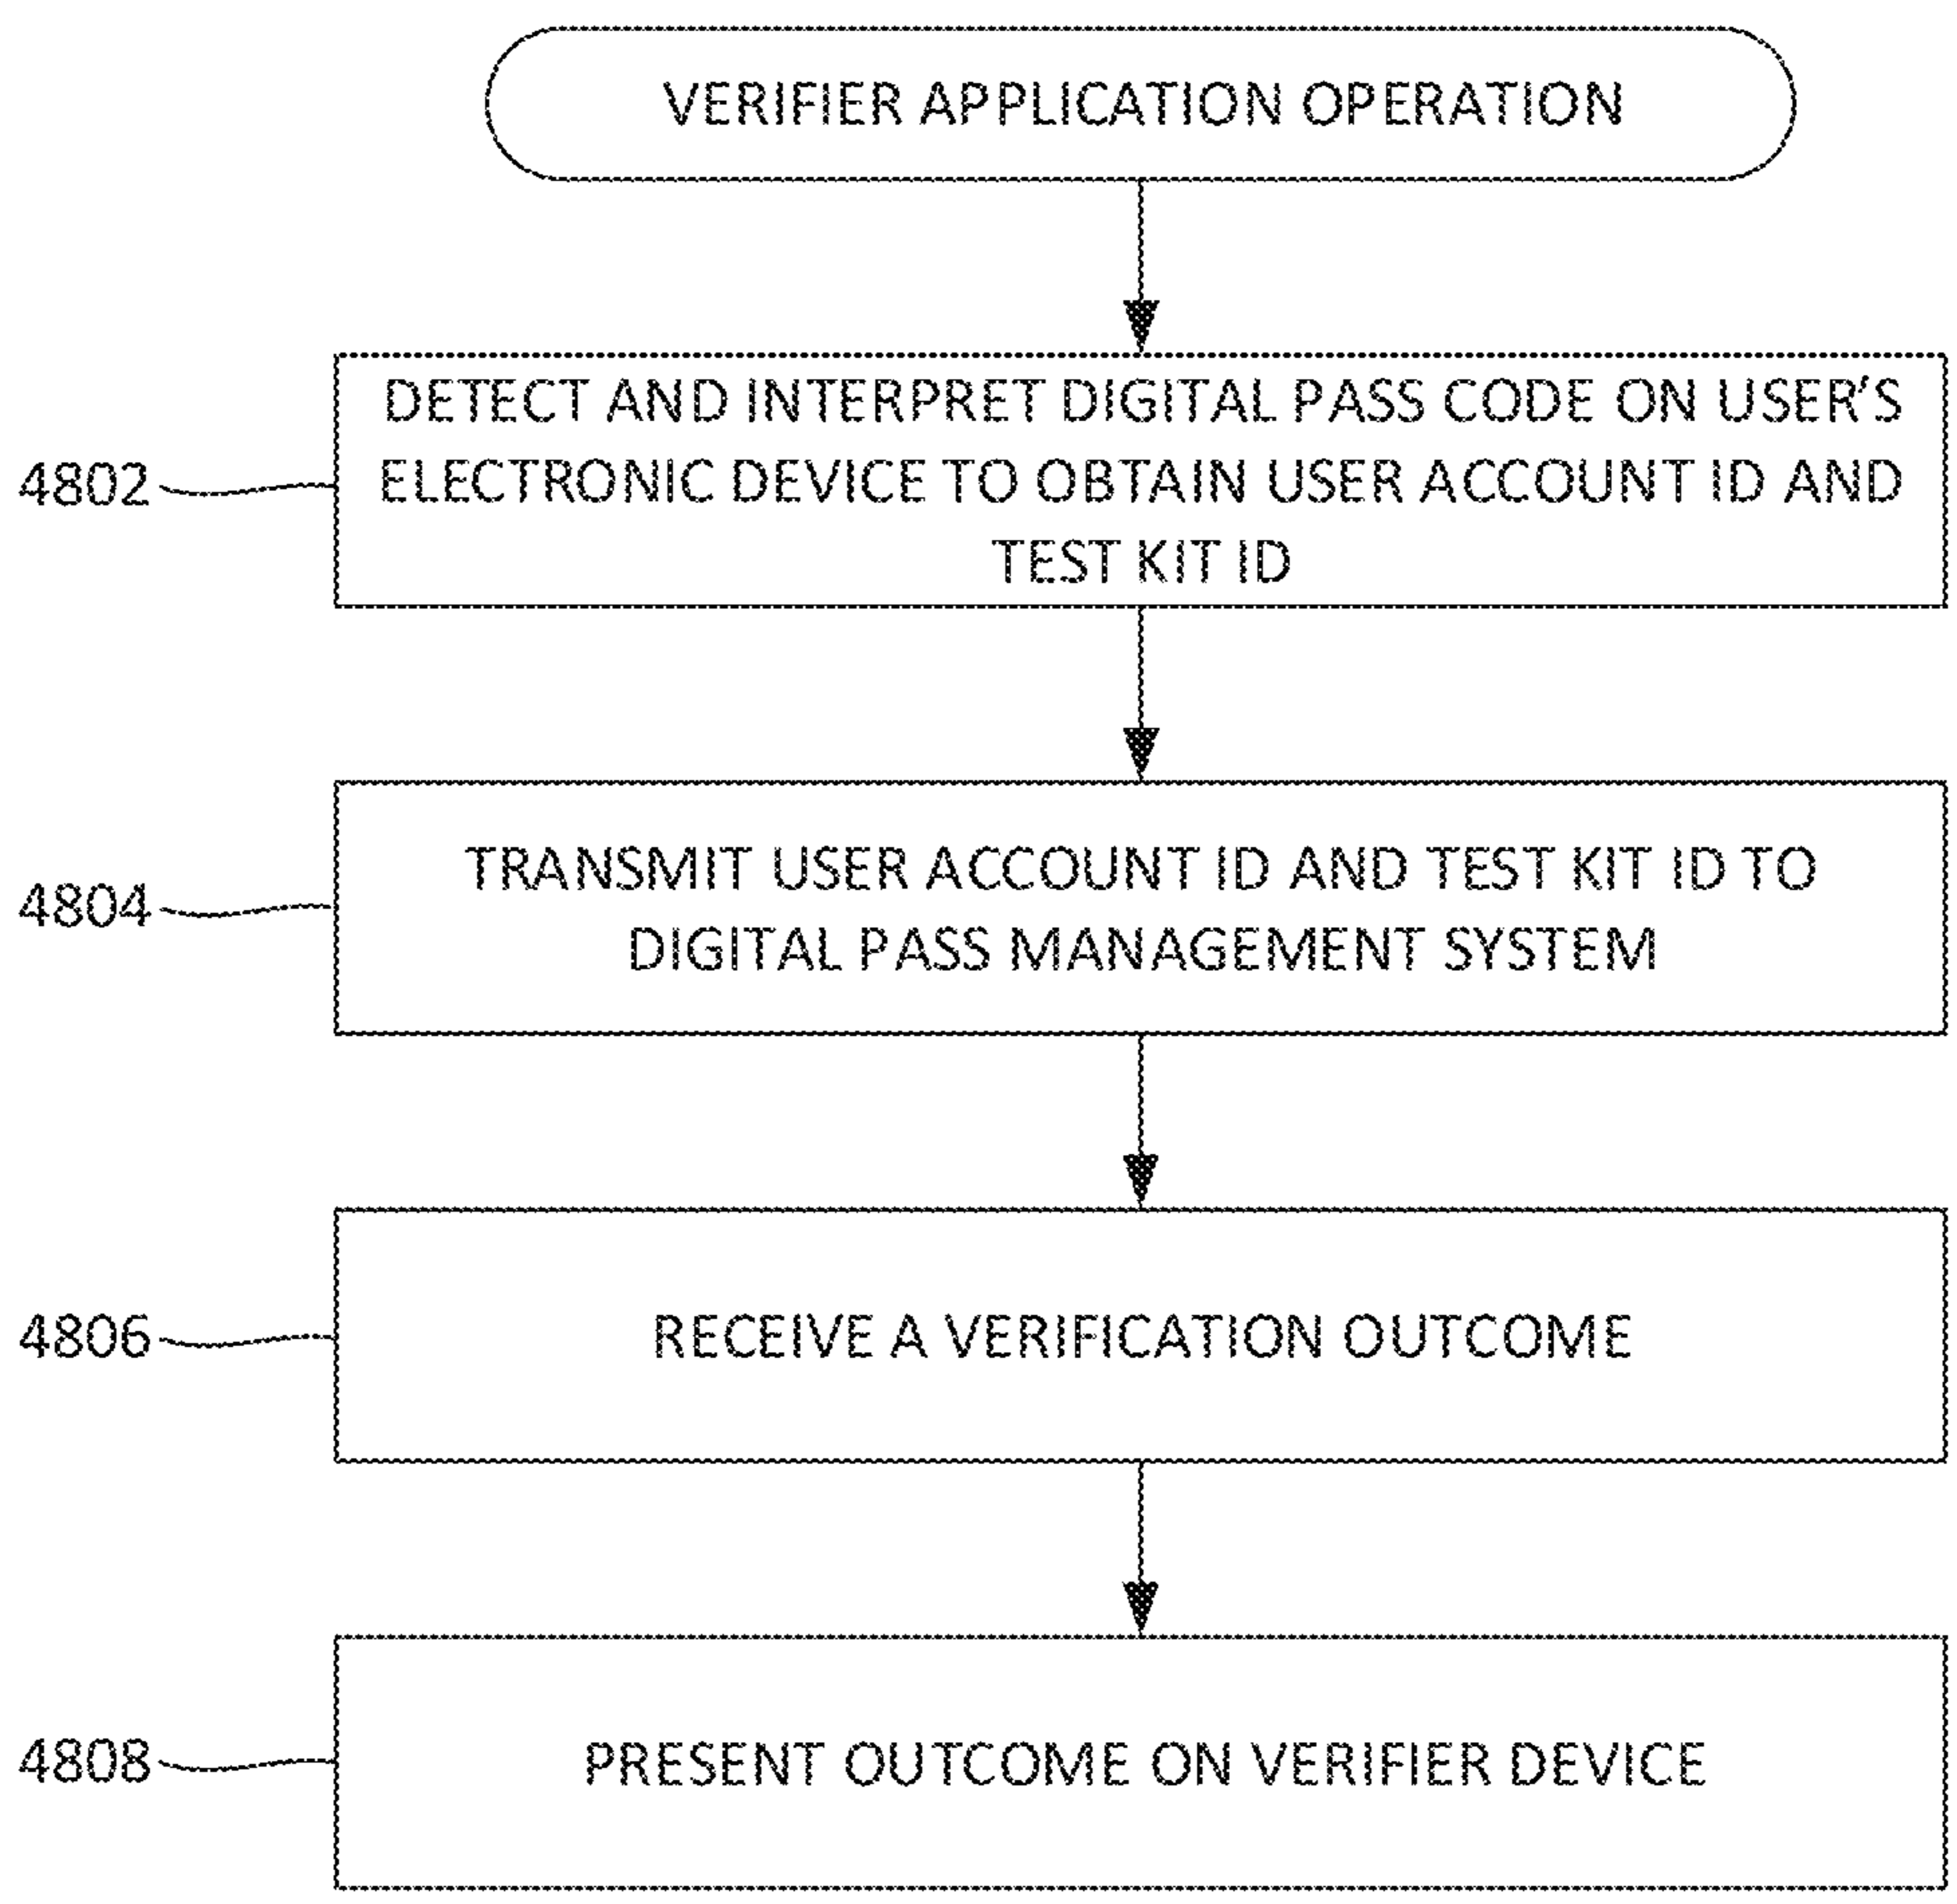 VERIFIER APPLICATION OPERATION
DETECT AND INTERPRET DIGITAL PASS CODE ON USER'S
4802
ELECTRONIC DEVICE TO OBTAIN USER ACCOUNT ID AND
TEST KIT ID
TRANSMIT USER ACCOUNT ID AND TEST KIT ID TO
4804
DIGITAL PASS MANAGEMENT SYSTEM
4806
RECEIVE A VERIFICATION OUTCOME
4808
PRESENT OUTCOME ON VERIFIER DEVICE